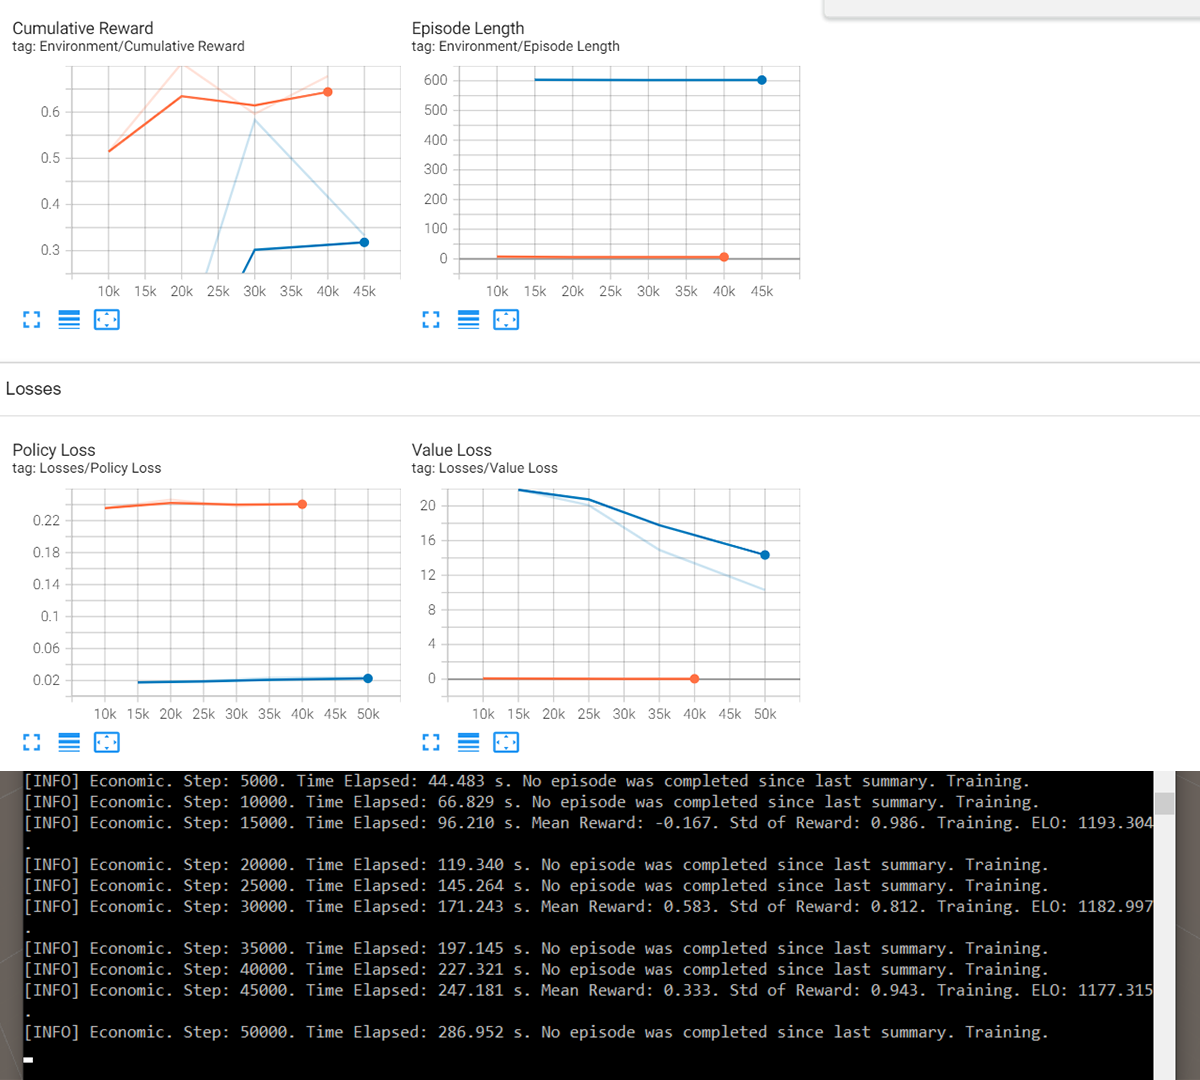 Cumulative Reward
tag: Environment/Cumulative Reward
0.6
0.5
0.4
0.3
10k 15k 20k 25k 30k 35k 40k 45k
Episode Length
tag: Environment/Episode Length
600
500
400
300
200
100
0
10k 15k 20k 25k 30k 35k 40k 45k
Losses
Policy Loss
tag: Losses/Policy Loss
0.22
0.18
0.14
0.1
0.06
0.02
10k 15k 20k 25k 30k 35k 40k 45k 50k
Value Loss
tag: Losses/Value Loss
20
16
12
8
4
0
10k 15k 20k 25k 30k 35k 40k 45k 50k
[INFO] Economic. Step: 5000. Time Elapsed: 44.483 s. No episode was completed since last summary. Training.
[INFO] Economic. Step: 10000. Time Elapsed: 66.829 s. No episode was completed since last summary. Training.
[INFO] Economic. Step: 15000. Time Elapsed: 96.210 s. Mean Reward: -0.167. Std of Reward: 0.986. Training. ELO: 1193.304
.
[INFO] Economic. Step: 20000. Time Elapsed: 119.340 s. No episode was completed since last summary. Training.
[INFO] Economic. Step: 25000. Time Elapsed: 145.264 s. No episode was completed since last summary. Training.
[INFO] Economic. Step: 30000. Time Elapsed: 171.243 s. Mean Reward: 0.583. Std of Reward: 0.812. Training. ELO: 1182.997
.
[INFO] Economic. Step: 35000. Time Elapsed: 197.145 s. No episode was completed since last summary. Training.
[INFO] Economic. Step: 40000. Time Elapsed: 227.321 s. No episode was completed since last summary. Training.
[INFO] Economic. Step: 45000. Time Elapsed: 247.181 s. Mean Reward: 0.333. Std of Reward: 0.943. Training. ELO: 1177.315
.
[INFO] Economic. Step: 50000. Time Elapsed: 286.952 s. No episode was completed since last summary. Training.